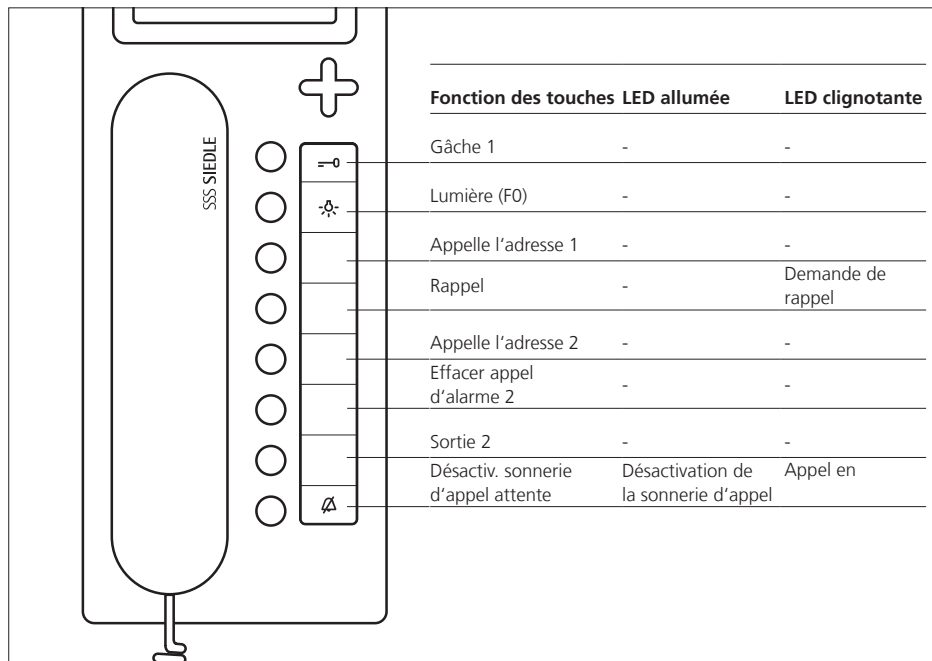 SSS SIEDLE
Fonction des touches LED allumée LED clignotante
Gâche 1 - -
Lumière (F0) - -
Appelle l‘adresse 1 - -
Rappel - Demande de
rappel
Appelle l‘adresse 2 - -
Effacer appel
d‘alarme 2 - -
Sortie 2 - -
Désactiv. sonnerie Désactivation de Appel en
d‘appel attente la sonnerie d‘appel